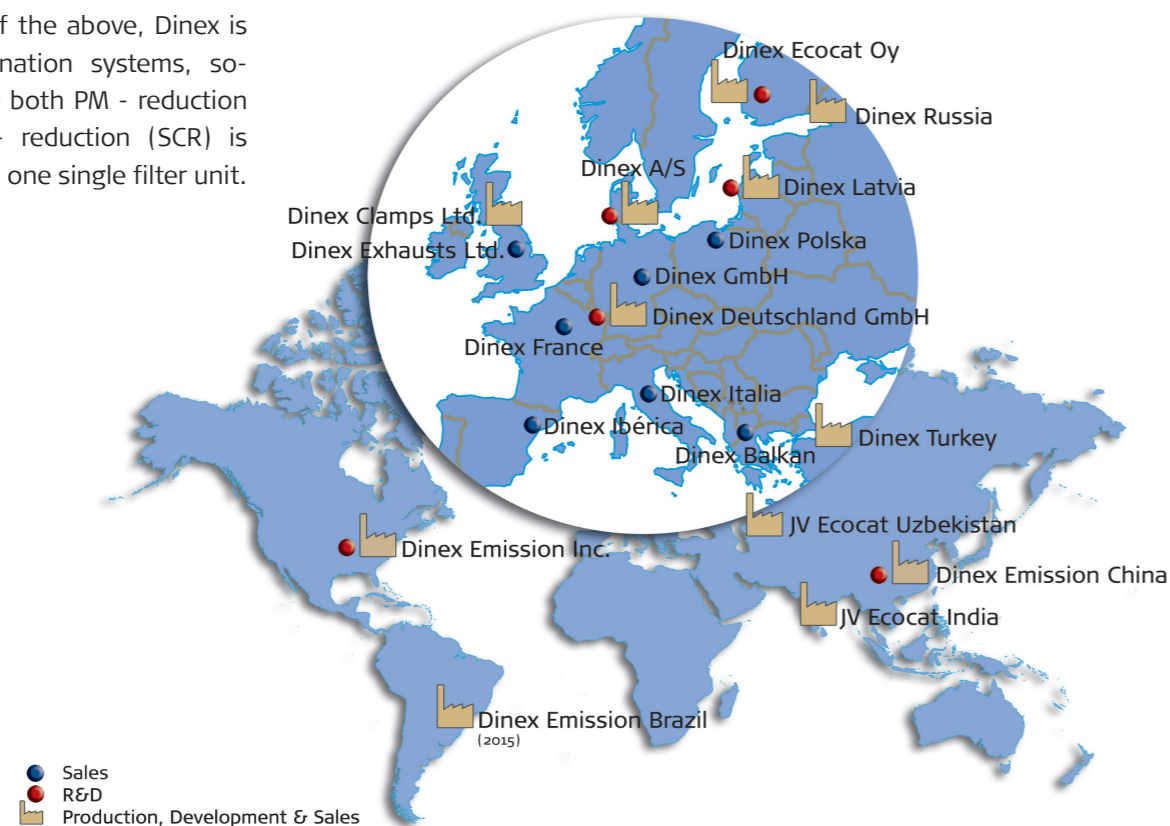 f the above, Dinex is
nation systems, so-
both PM - reduction
reduction (SCR) is
one single filter unit.
Dinex Ecocat Oy
Dinex Russia
Dinex A/S
Dinex Latvia
Dinex Clamps Ltd.
Dinex Exhausts Ltd.
Dinex Polska
Dinex GmbH
Dinex Deutschland GmbH
Dinex France
Dinex Italia
Dinex Ibérica
Dinex Balkan
Dinex Turkey
JV Ecocat Uzbekistan
Dinex Emission Inc.
Dinex Emission China
JV Ecocat India
Dinex Emission Brazil
(2015)
Sales
R&D
Production, Development & Sales